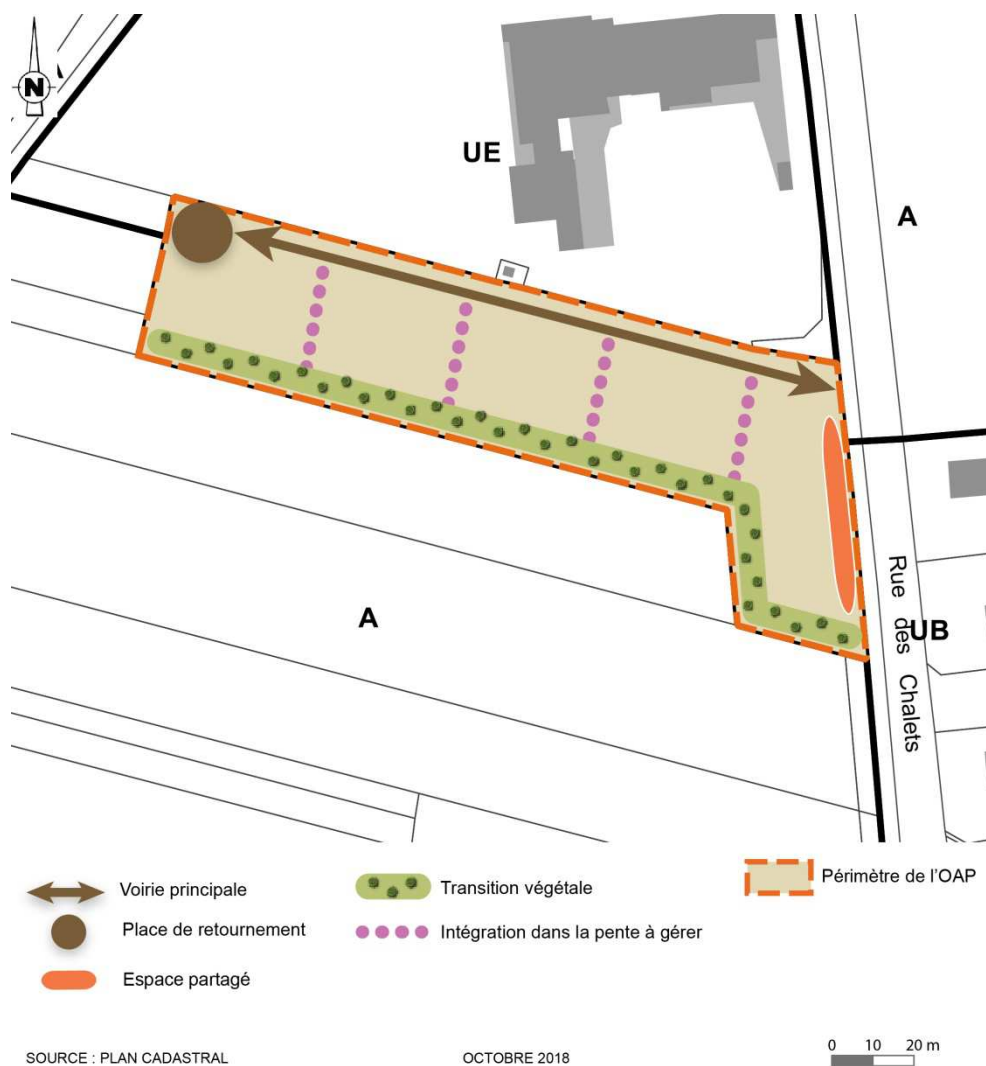 N
UE
A
A
UB
Rue des Chalets
Voirie principale
Transition végétale
Périmètre de l'OAP
Place de retournement
Intégration dans la pente à gérer
Espace partagé
SOURCE : PLAN CADASTRAL
OCTOBRE 2018
0 10 20 m